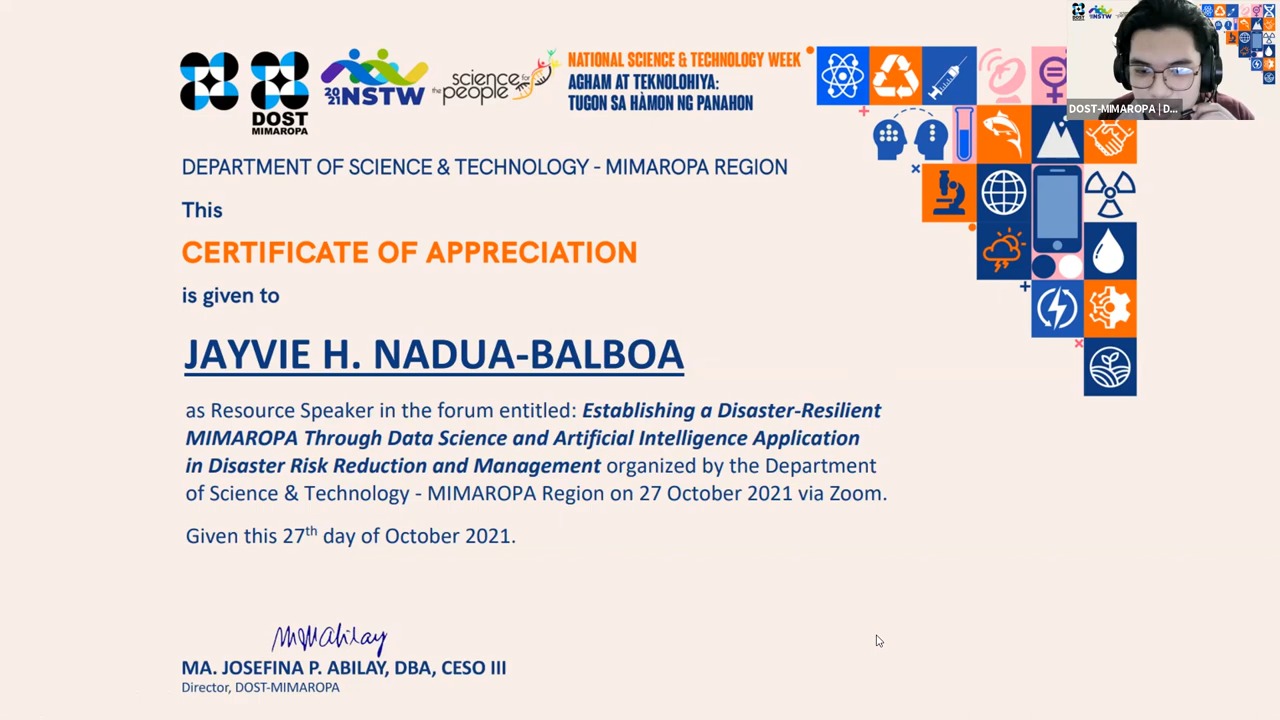 DOST
MIMAROPA
2021 NSTW
science for the people
NATIONAL SCIENCE & TECHNOLOGY WEEK
AGHAM AT TEKNOLOHIYA:
TUGON SA HÀMON NG PANAHON
DOST-MIMAROPA | D...
DEPARTMENT OF SCIENCE & TECHNOLOGY - MIMAROPA REGION
This
CERTIFICATE OF APPRECIATION
is given to
JAYVIE H. NADUA-BALBOA
as Resource Speaker in the forum entitled: Establishing a Disaster-Resilient
MIMAROPA Through Data Science and Artificial Intelligence Application
in Disaster Risk Reduction and Management organized by the Department
of Science & Technology - MIMAROPA Region on 27 October 2021 via Zoom.
Given this 27th day of October 2021.
MMAbilay
MA. JOSEFINA P. ABILAY, DBA, CESO III
Director, DOST-MIMAROPA